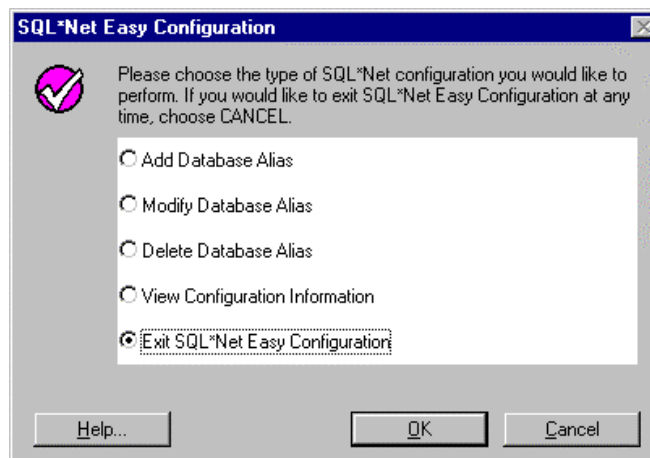 SQL*Net Easy Configuration
Please choose the type of SQL*Net configuration you would like to
perform. If you would like to exit SQL*Net Easy Configuration at any
time, choose CANCEL.
Add Database Alias
Modify Database Alias
Delete Database Alias
View Configuration Information
Exit SQL*Net Easy Configuration
Help... OK Cancel